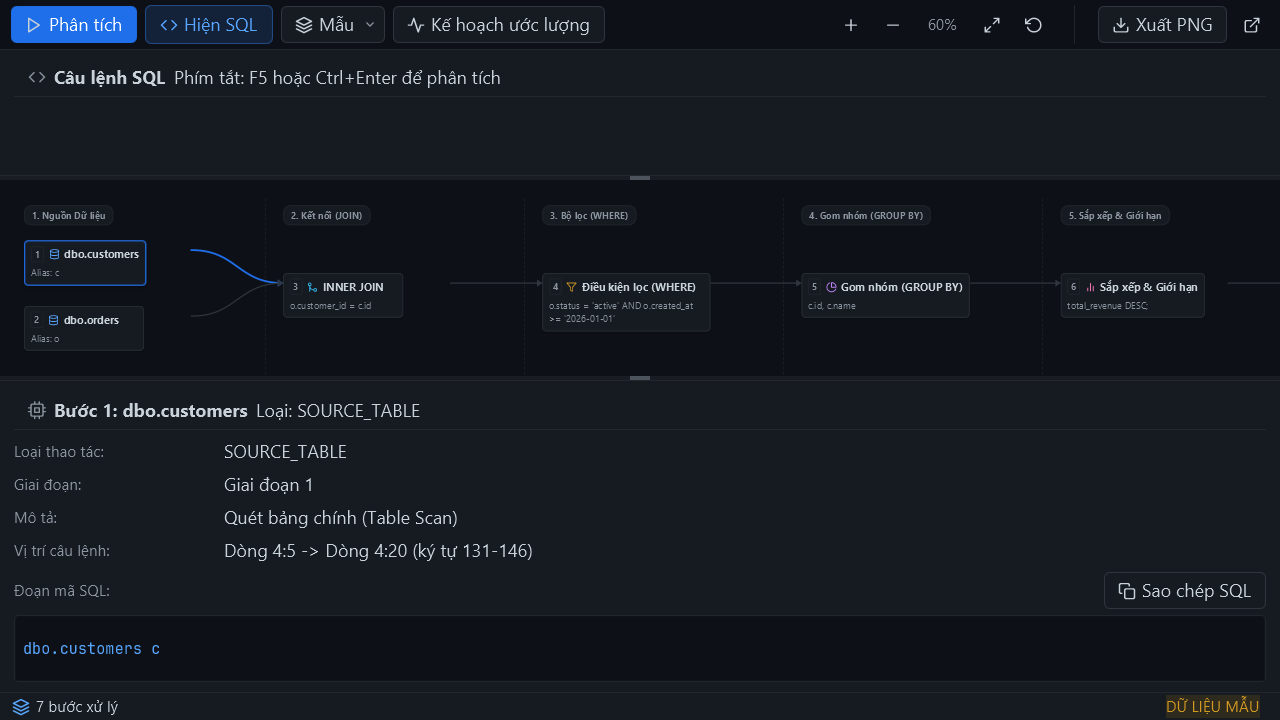 Phân tích
Hiện SQL
Mẫu
Kế hoạch ước lượng
60%
Xuất PNG
Câu lệnh SQL Phím tắt: F5 hoặc Ctrl+Enter để phân tích
1. Nguồn Dữ liệu
2. Kết nối (JOIN)
3. Bộ lọc (WHERE)
4. Gom nhóm (GROUP BY)
5. Sắp xếp & Giới hạn
1 dbo.customers
Alias: c
2 dbo.orders
Alias: o
3 INNER JOIN
o.customer_id = c.id
4 Điều kiện lọc (WHERE)
o.status = 'active' AND o.created_at
>= '2026-01-01'
5 Gom nhóm (GROUP BY)
c.id, c.name
6 Sắp xếp & Giới hạn
total_revenue DESC;
Bước 1: dbo.customers Loại: SOURCE_TABLE
Loại thao tác: SOURCE_TABLE
Giai đoạn: Giai đoạn 1
Mô tả: Quét bảng chính (Table Scan)
Vị trí câu lệnh: Dòng 4:5 -> Dòng 4:20 (ký tự 131-146)
Đoạn mã SQL:
Sao chép SQL
dbo.customers c
7 bước xử lý
DỮ LIỆU MẪU